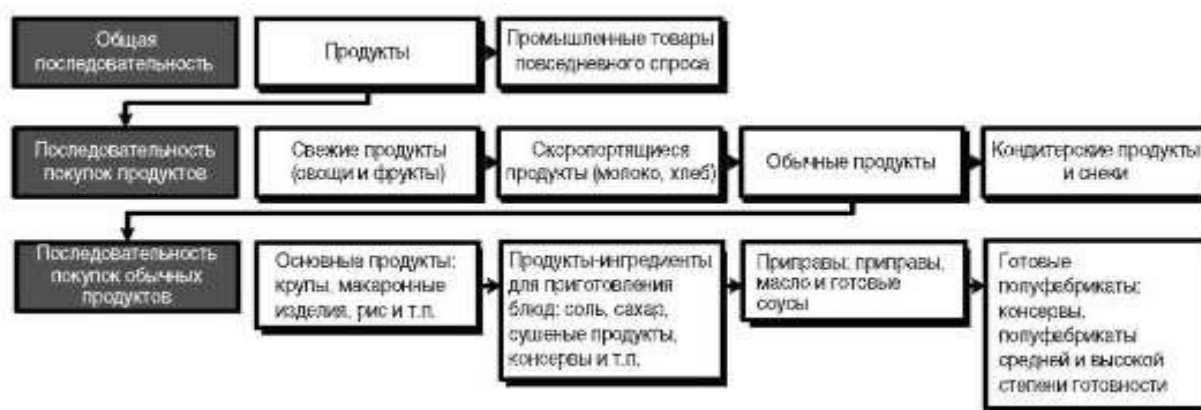 Общая
последовательность
Продукты
Промышленные товары
повседневного спроса
Последовательность
покупок продуктов
Свежие продукты
(овощи и фрукты)
Скоропортящиеся
продукты (молоко, хлеб)
Обычные продукты
Кондитерские продукты
и снеки
Последовательность
покупок обычных
продуктов
Основные продукты:
крупы, макаронные
изделия, рис и т.п.
Продукты-ингредиенты
для приготовления
блюд: соль, сахар,
сушеные продукты,
консервы и т.п.
Приправы: приправы,
масло и готовые
соусы
Готовые
полуфабрикаты:
консервы,
полуфабрикаты
средней и высокой
степени готовности